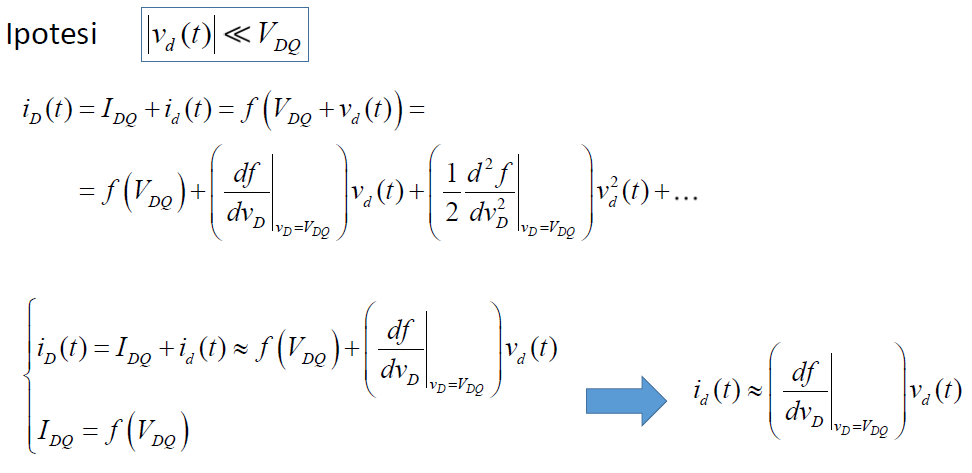 Ipotesi |v_d(t)| ≪ V_DQ
i_D(t) = I_DQ + i_d(t) = f(V_DQ + v_d(t)) =
= f(V_DQ) + (df/dv_D |_{v_D=V_DQ}) v_d(t) + (1/2 d²f/dv_D² |_{v_D=V_DQ}) v_d²(t) + …
{ i_D(t) = I_DQ + i_d(t) ≈ f(V_DQ) + (df/dv_D |_{v_D=V_DQ}) v_d(t)
I_DQ = f(V_DQ)
i_d(t) ≈ (df/dv_D |_{v_D=V_DQ}) v_d(t)